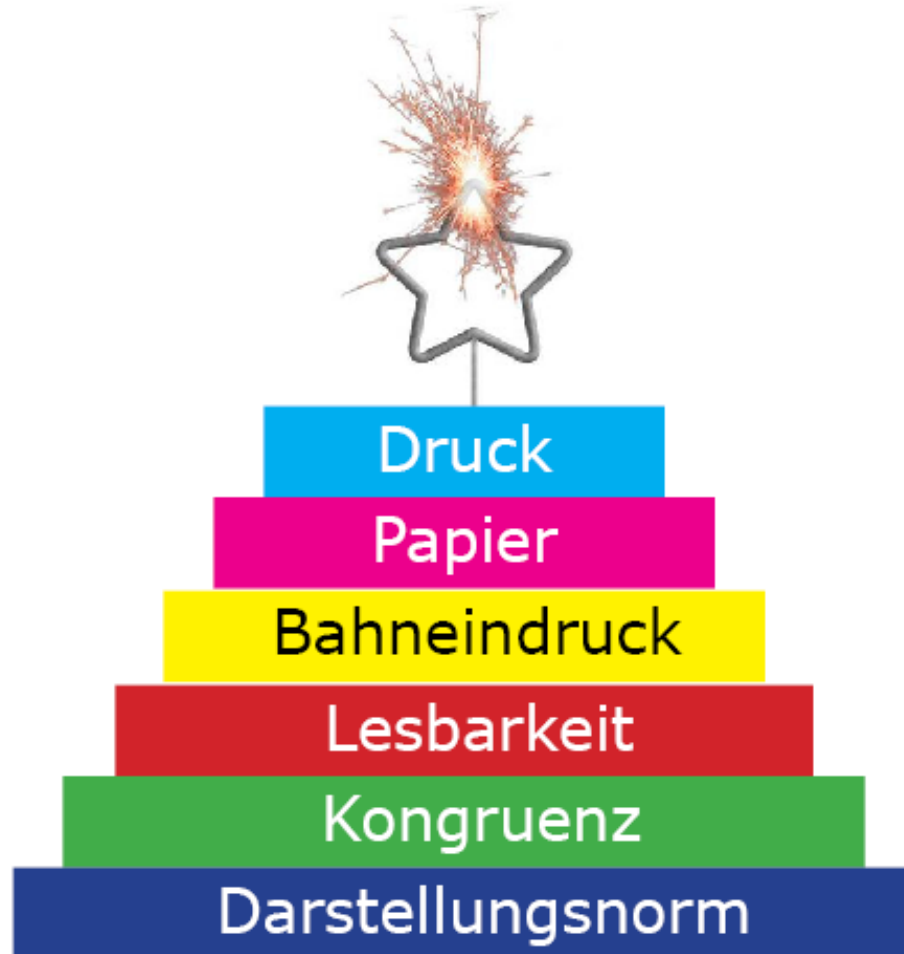 Druck
Papier
Bahneindruck
Lesbarkeit
Kongruenz
Darstellungsnorm